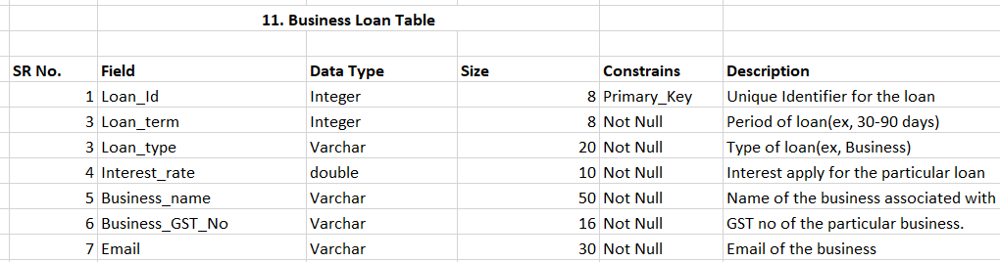 11. Business Loan Table
SR No. Field Data Type Size Constrains Description
1 Loan_Id Integer 8 Primary_Key Unique Identifier for the loan
3 Loan_term Integer 8 Not Null Period of loan(ex, 30-90 days)
3 Loan_type Varchar 20 Not Null Type of loan(ex, Business)
4 Interest_rate double 10 Not Null Interest apply for the particular loan
5 Business_name Varchar 50 Not Null Name of the business associated with
6 Business_GST_No Varchar 16 Not Null GST no of the particular business.
7 Email Varchar 30 Not Null Email of the business